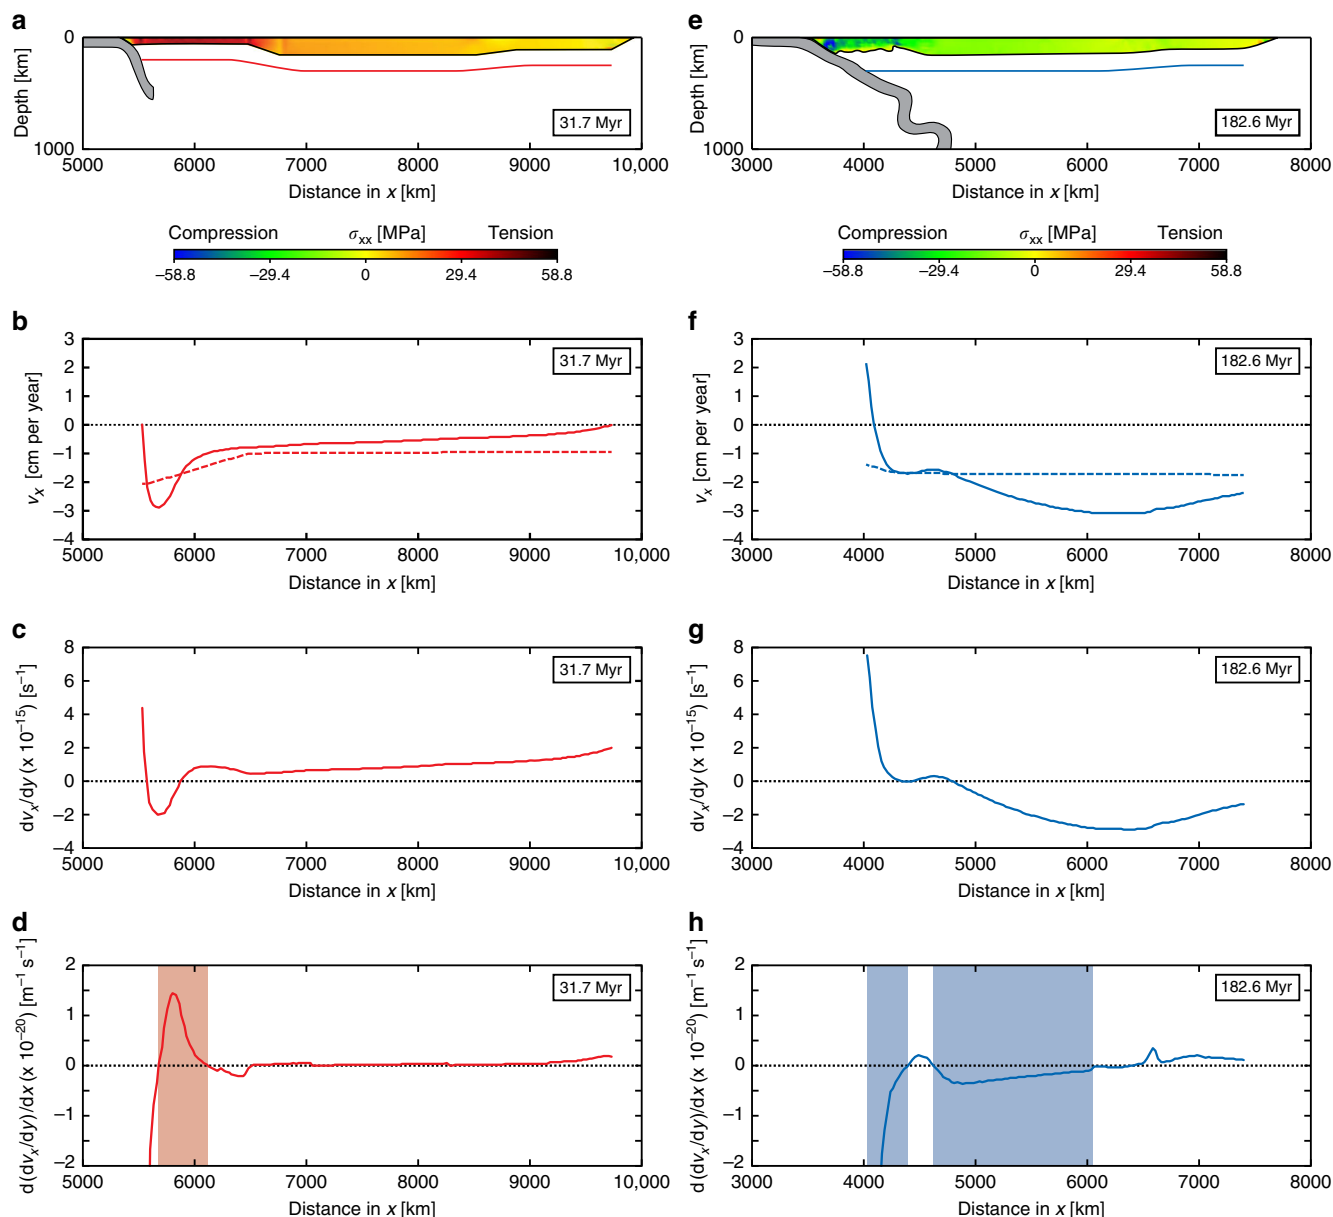 a
0
Depth [km]
1000
31.7 Myr
5000 6000 7000 8000 9000 10,000
Distance in x [km]
Compression σxx [MPa] Tension
−58.8 −29.4 0 29.4 58.8
b
3
2
1
0
−1
−2
−3
−4
vx [cm per year]
31.7 Myr
5000 6000 7000 8000 9000 10,000
Distance in x [km]
c
8
6
4
2
0
−2
−4
dvx/dy (x 10−15) [s−1]
31.7 Myr
5000 6000 7000 8000 9000 10,000
Distance in x [km]
d
2
1
0
−1
−2
d(dvx/dy)/dx (x 10−20) [m−1 s−1]
31.7 Myr
5000 6000 7000 8000 9000 10,000
Distance in x [km]
e
0
Depth [km]
1000
182.6 Myr
3000 4000 5000 6000 7000 8000
Distance in x [km]
Compression σxx [MPa] Tension
−58.8 −29.4 0 29.4 58.8
f
3
2
1
0
−1
−2
−3
−4
vx [cm per year]
182.6 Myr
3000 4000 5000 6000 7000 8000
Distance in x [km]
g
8
6
4
2
0
−2
−4
dvx/dy (x 10−15) [s−1]
182.6 Myr
3000 4000 5000 6000 7000 8000
Distance in x [km]
h
2
1
0
−1
−2
d((dvx/dy)/dx (x 10−20) [m−1 s−1]
182.6 Myr
3000 4000 5000 6000 7000 8000
Distance in x [km]